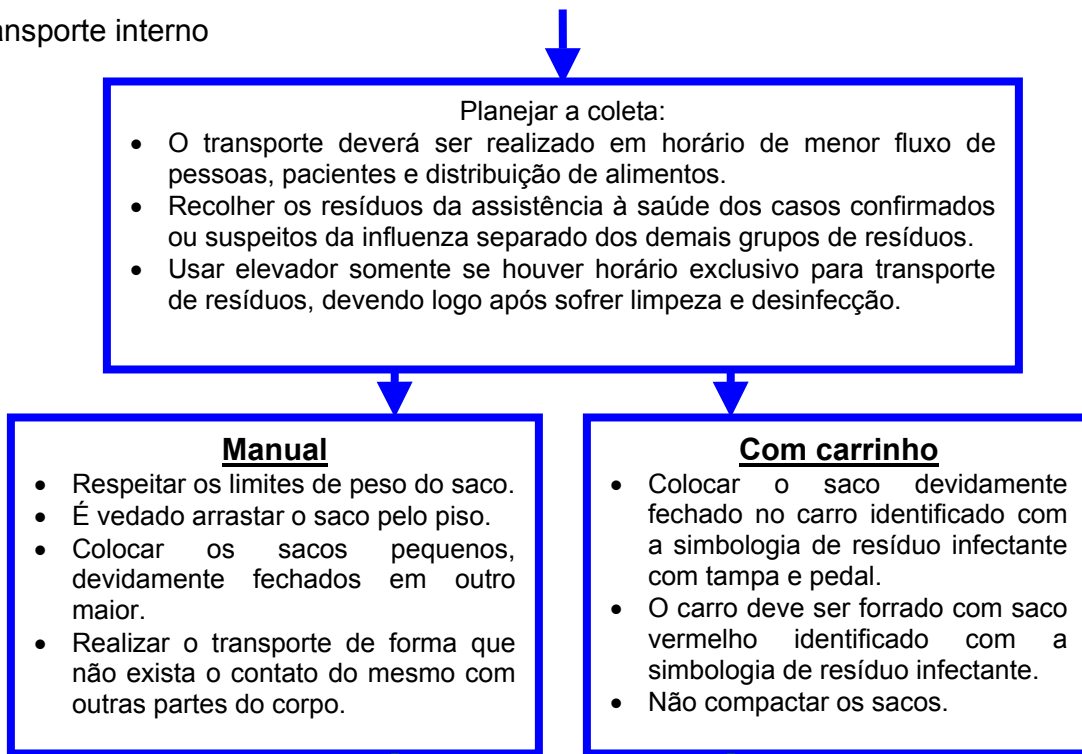 ansporte interno
Planejar a coleta:
• O transporte deverá ser realizado em horário de menor fluxo de
pessoas, pacientes e distribuição de alimentos.
• Recolher os resíduos da assistência à saúde dos casos confirmados
ou suspeitos da influenza separado dos demais grupos de resíduos.
• Usar elevador somente se houver horário exclusivo para transporte
de resíduos, devendo logo após sofrer limpeza e desinfecção.
Manual
• Respeitar os limites de peso do saco.
• É vedado arrastar o saco pelo piso.
• Colocar os sacos pequenos,
devidamente fechados em outro
maior.
• Realizar o transporte de forma que
não exista o contato do mesmo com
outras partes do corpo.
Com carrinho
• Colocar o saco devidamente
fechado no carro identificado com
a simbologia de resíduo infectante
com tampa e pedal.
• O carro deve ser forrado com saco
vermelho identificado com a
simbologia de resíduo infectante.
• Não compactar os sacos.